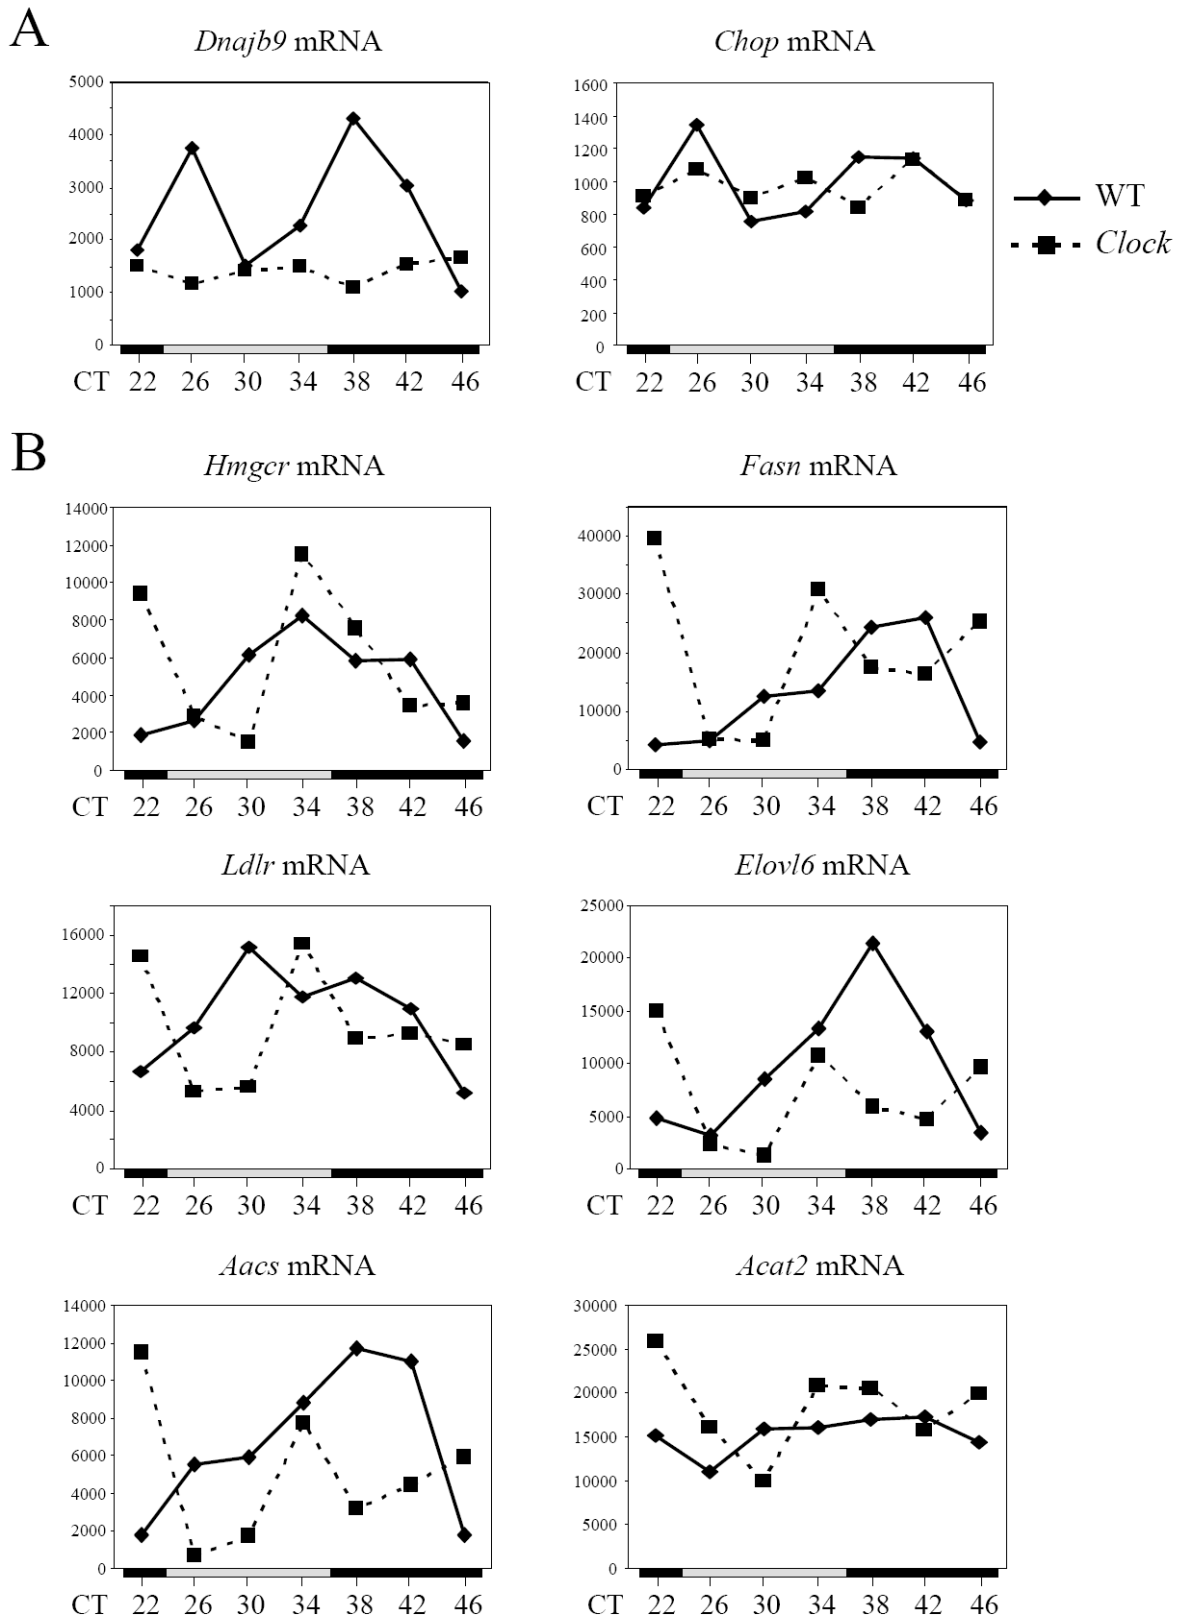 A
Dnajb9 mRNA
5000
4000
3000
2000
1000
0
CT 22 26 30 34 38 42 46
Chop mRNA
1600
1400
1200
1000
800
600
400
200
0
22 26 30 34 38 42 46
WT
Clock
B
Hmgcr mRNA
14000
12000
10000
8000
6000
4000
2000
0
CT 22 26 30 34 38 42 46
Fasn mRNA
40000
30000
20000
10000
0
CT 22 26 30 34 38 42 46
Ldlr mRNA
16000
12000
8000
4000
0
CT 22 26 30 34 38 42 46
Elovl6 mRNA
25000
20000
15000
10000
5000
0
CT 22 26 30 34 38 42 46
Aacs mRNA
14000
12000
10000
8000
6000
4000
2000
0
CT 22 26 30 34 38 42 46
Acat2 mRNA
30000
25000
20000
15000
10000
5000
0
CT 22 26 30 34 38 42 46